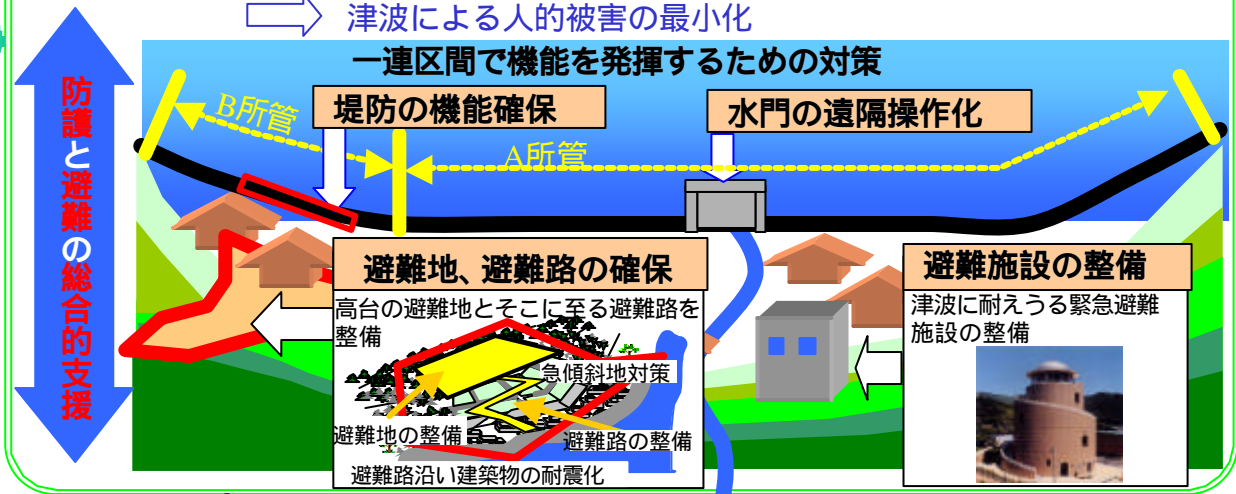 津波による人的被害の最小化
一連区間で機能を発揮するための対策
防護と避難の総合的支援
B所管
堤防の機能確保
水門の遠隔操作化
A所管
避難地、避難路の確保
高台の避難地とそこに至る避難路を
整備
急傾斜地対策
避難地の整備
避難路の整備
避難路沿い建築物の耐震化
避難施設の整備
津波に耐えうる緊急避難
施設の整備